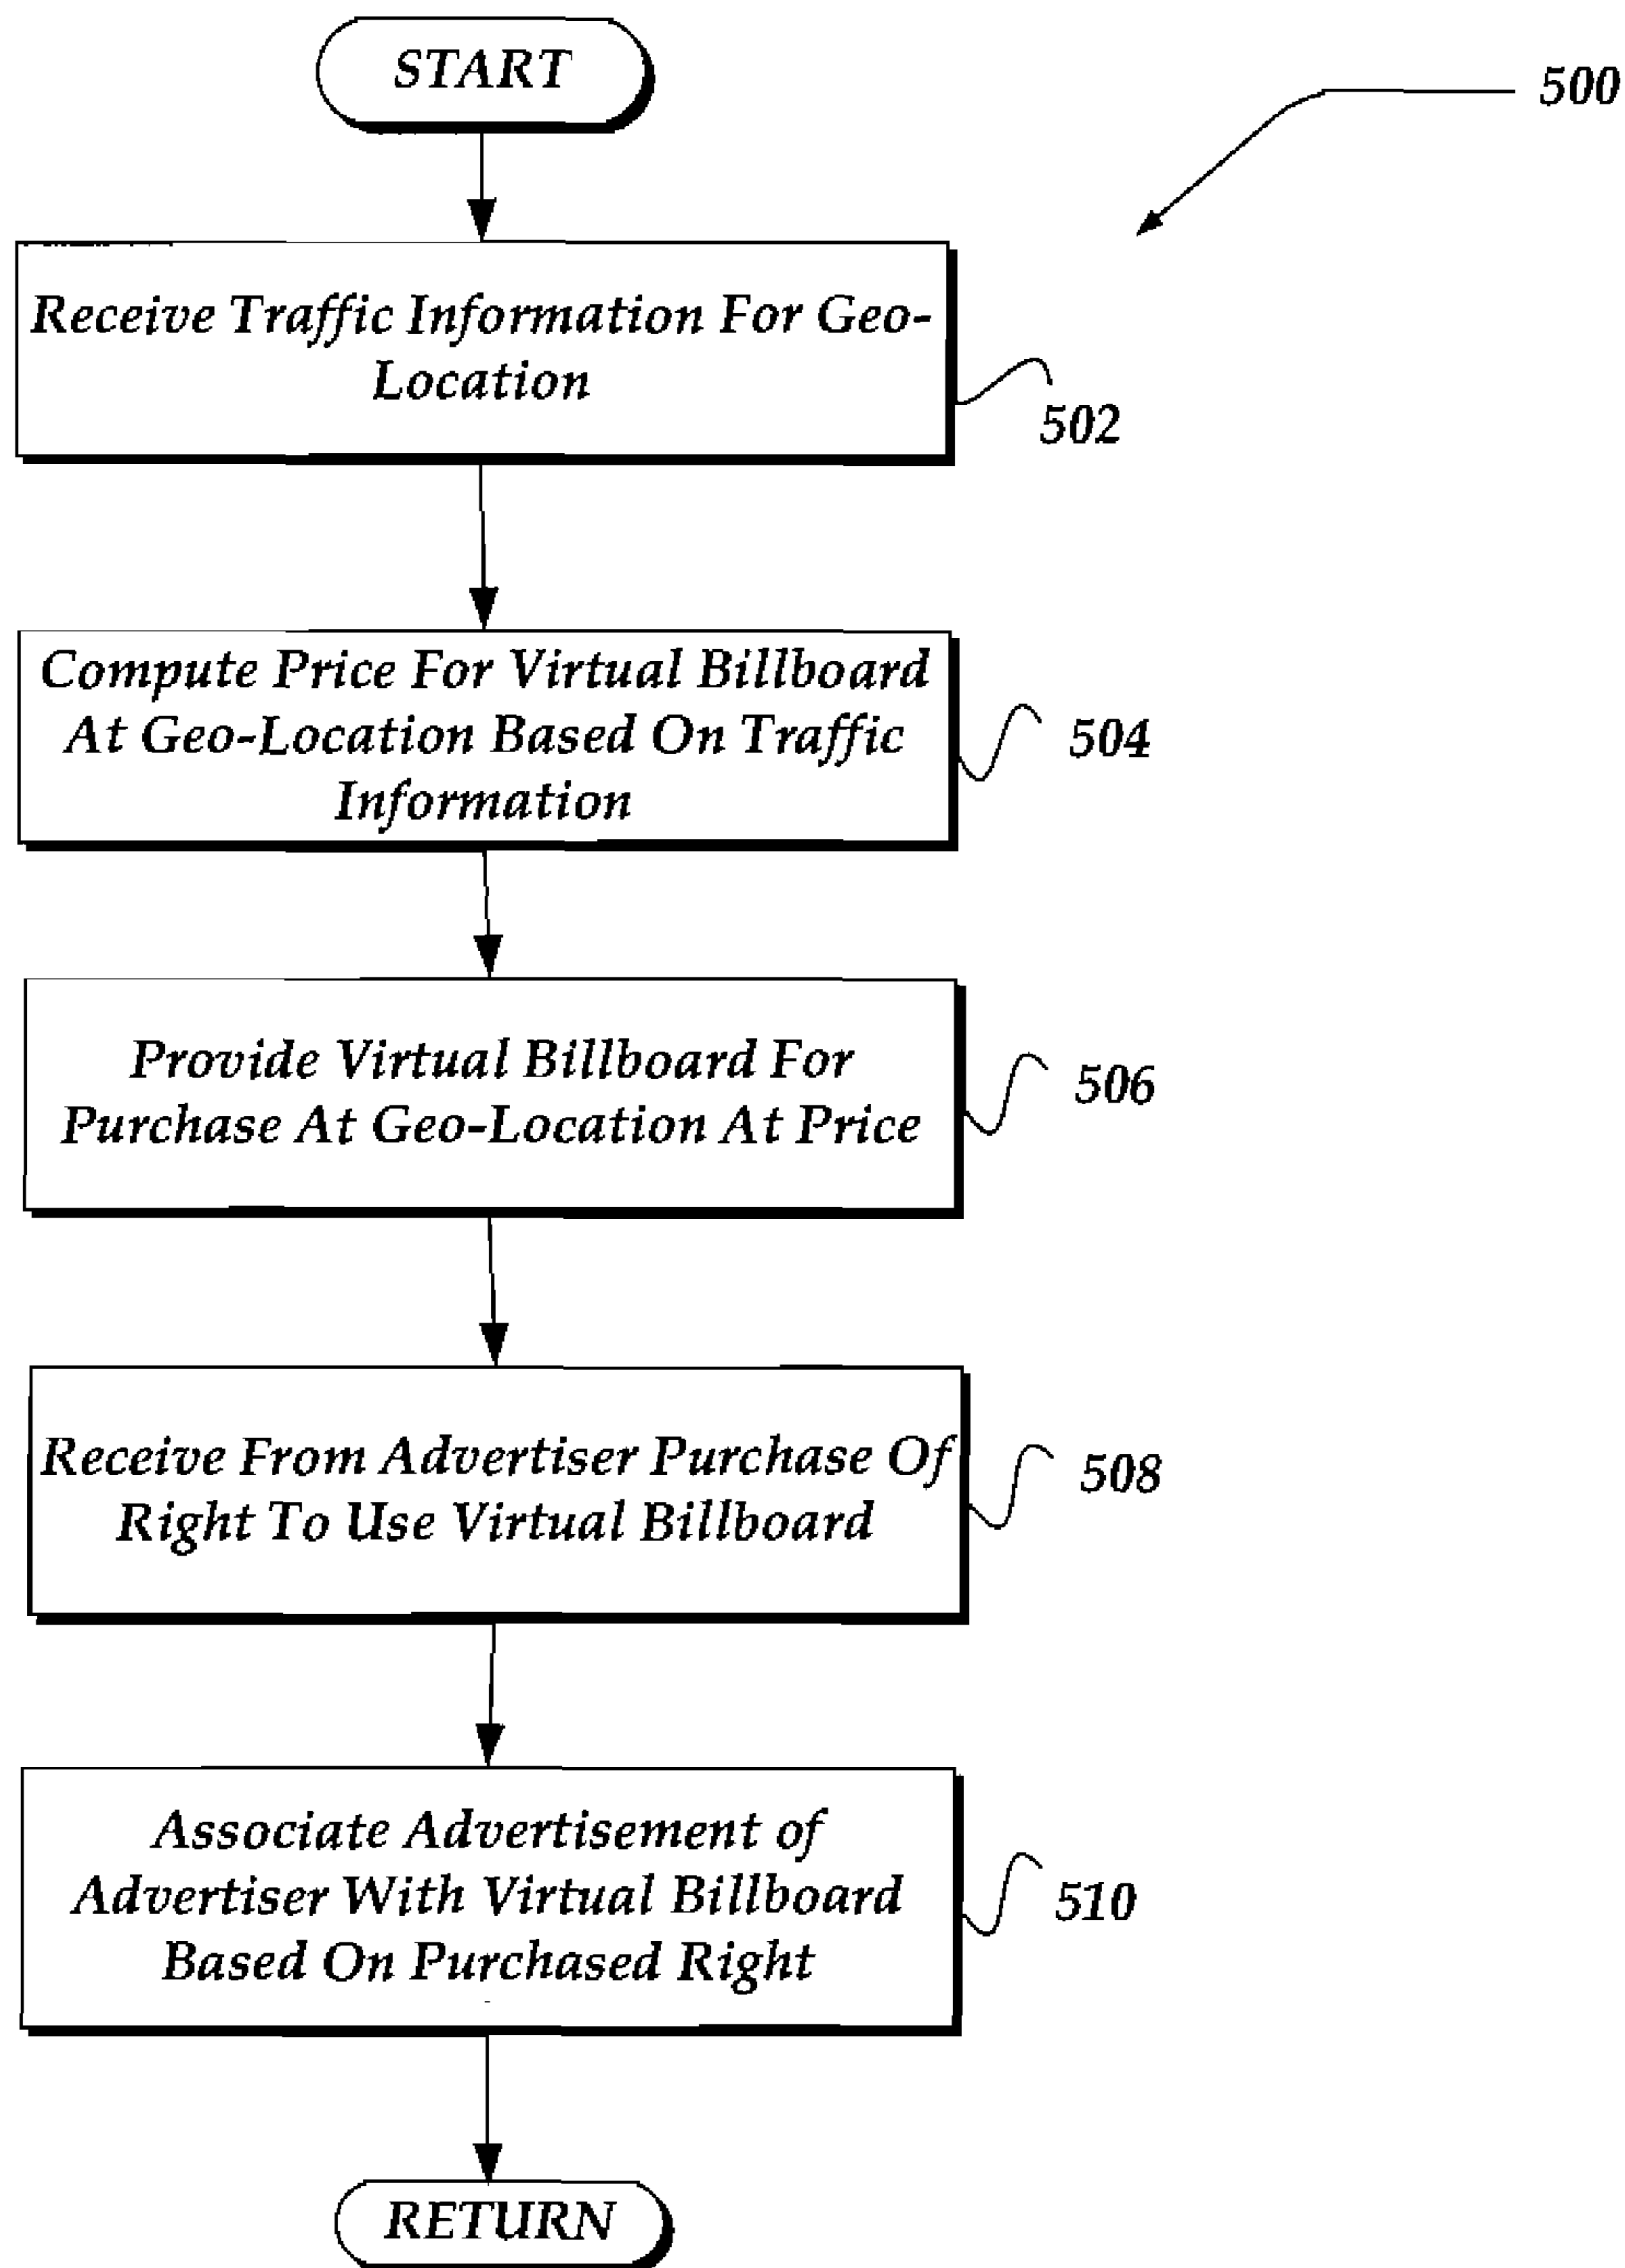 START
500
Receive Traffic Information For Geo-
Location
502
Compute Price For Virtual Billboard
At Geo-Location Based On Traffic
Information
504
Provide Virtual Billboard For
Purchase At Geo-Location At Price
506
Receive From Advertiser Purchase Of
Right To Use Virtual Billboard
508
Associate Advertisement of
Advertiser With Virtual Billboard
Based On Purchased Right
510
RETURN